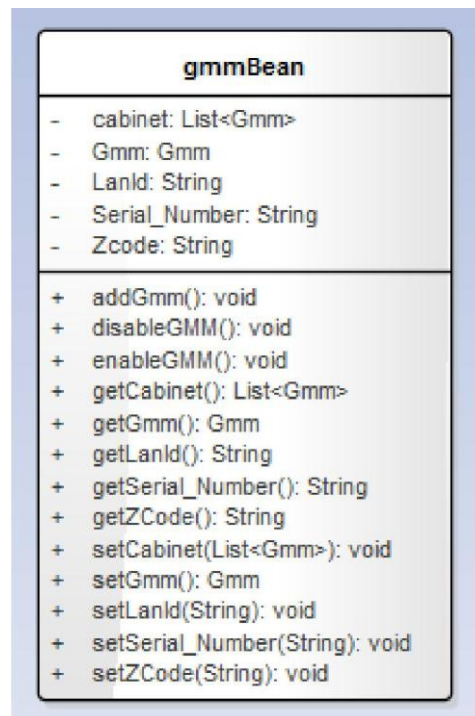 gmmBean
- cabinet: List<Gmm>
- Gmm: Gmm
- LanId: String
- Serial_Number: String
- Zcode: String
+ addGmm(): void
+ disableGMM(): void
+ enableGMM(): void
+ getCabinet(): List<Gmm>
+ getGmm(): Gmm
+ getLanId(): String
+ getSerial_Number(): String
+ getZCode(): String
+ setCabinet(List<Gmm>): void
+ setGmm(): Gmm
+ setLanId(String): void
+ setSerial_Number(String): void
+ setZCode(String): void